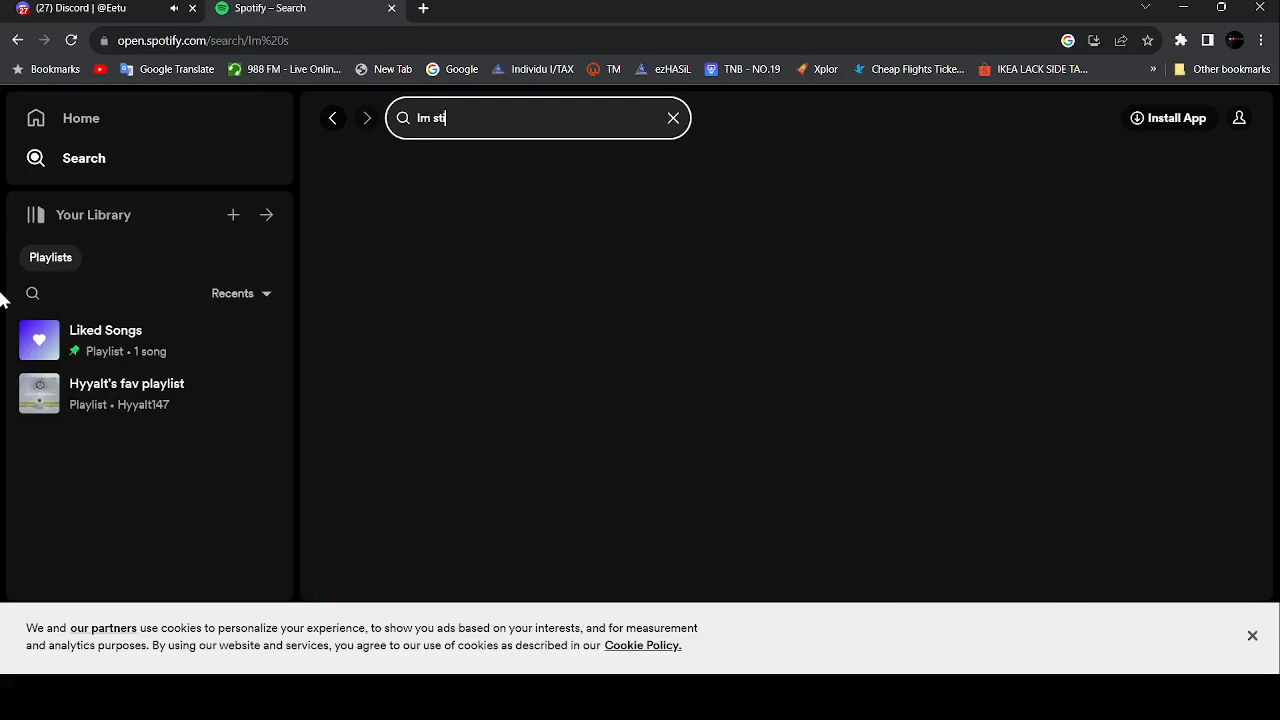 (27) Discord | @Eetu
Spotify – Search
open.spotify.com/search/Im%20s
Bookmarks
Google Translate
988 FM - Live Onlin...
New Tab
Google
Individu I/TAX
TM
ezHASiL
TNB - NO.19
Xplor
Cheap Flights Ticke...
IKEA LACK SIDE TA...
»
Other bookmarks
Home
Im sti
Install App
Search
Your Library
Playlists
Recents
Liked Songs
Playlist • 1 song
Hyyalt's fav playlist
Playlist • Hyyalt147
We and our partners use cookies to personalize your experience, to show you ads based on your interests, and for measurement
and analytics purposes. By using our website and services, you agree to our use of cookies as described in our Cookie Policy.